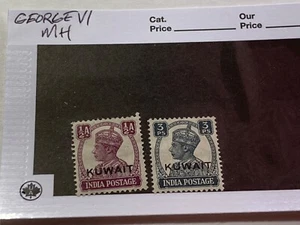 GEORGE VI
MH
Cat.
Price
Our
Price
½A ½A
KUWAIT
INDIA POSTAGE
3 PS 3 PS
KUWAIT
INDIA POSTAGE